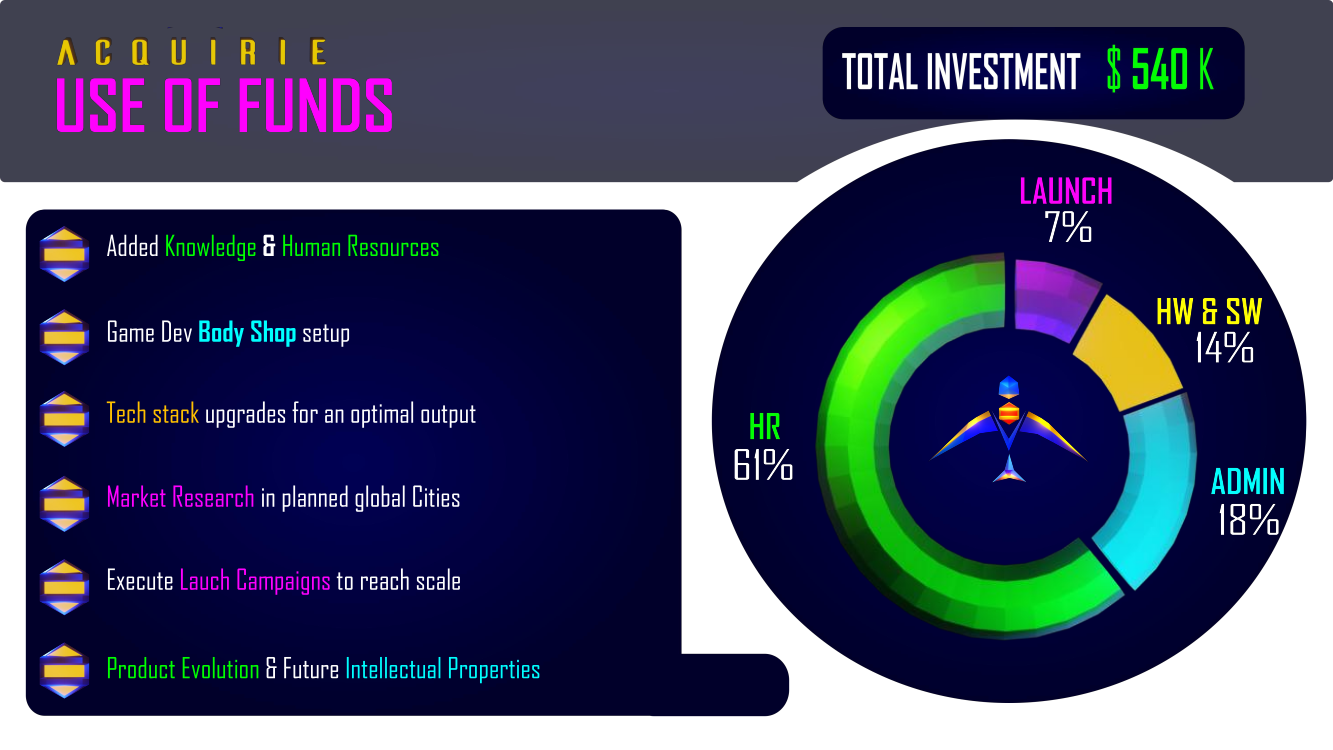 ACQUIRIE
USE OF FUNDS
TOTAL INVESTMENT $ 540 K
Added Knowledge & Human Resources
Game Dev Body Shop setup
Tech stack upgrades for an optimal output
Market Research in planned global Cities
Execute Lauch Campaigns to reach scale
Product Evolution & Future Intellectual Properties
LAUNCH
7%
HW & SW
14%
HR
61%
ADMIN
18%